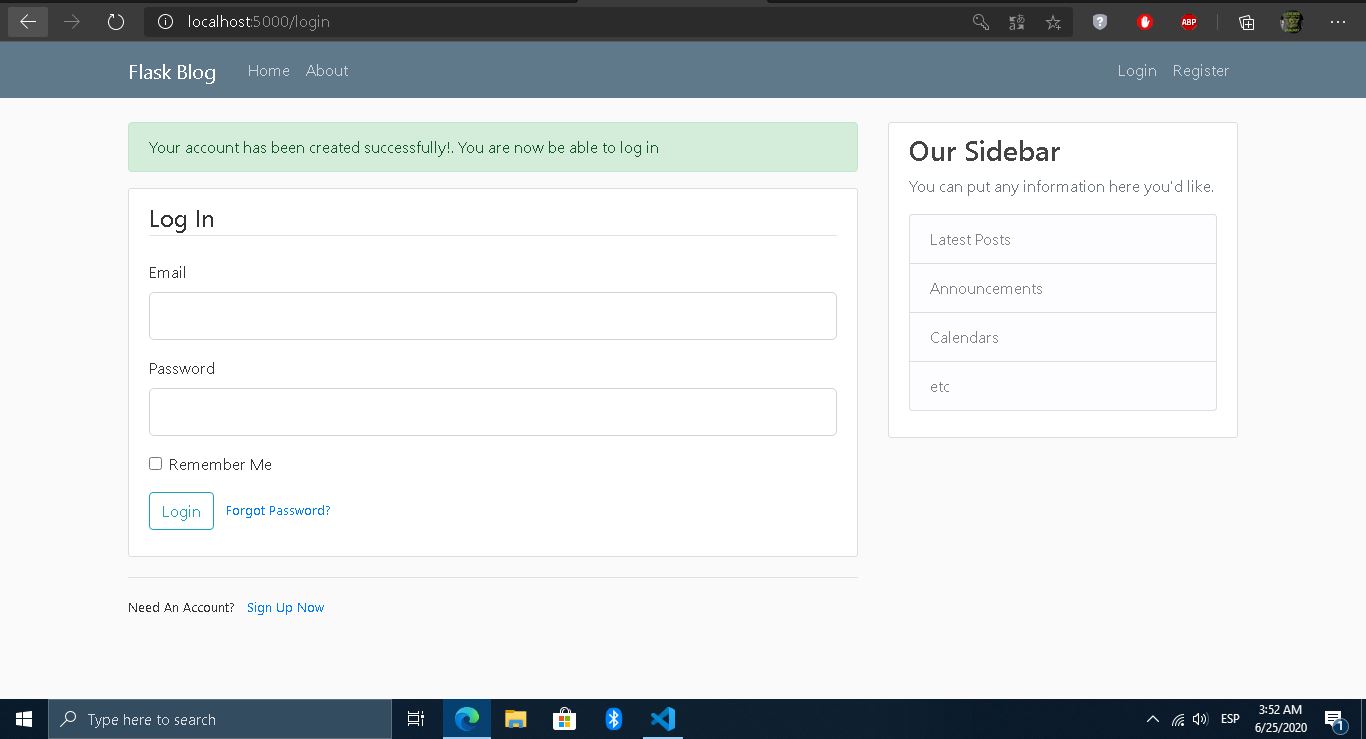 localhost:5000/login
ABP
Flask Blog Home About Login Register
Your account has been created successfully!. You are now be able to log in
Log In
Email
Password
Remember Me
Login Forgot Password?
Need An Account? Sign Up Now
Our Sidebar
You can put any information here you'd like.
Latest Posts
Announcements
Calendars
etc
Type here to search
ESP
3:52 AM
6/25/2020
1